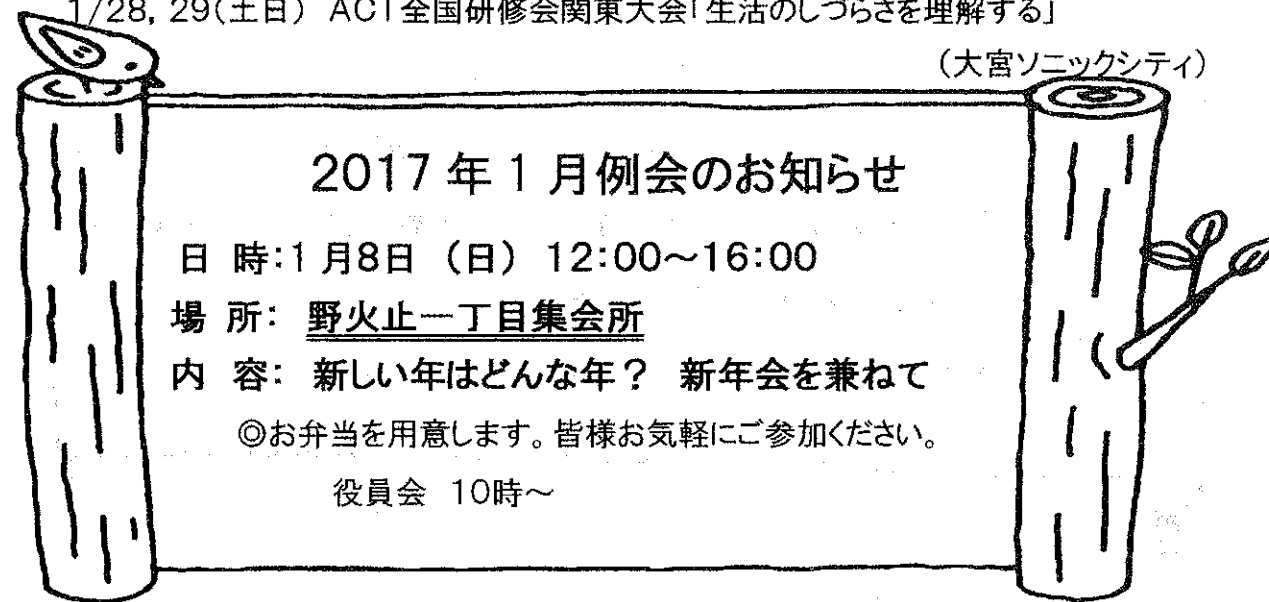 1/28, 29(土日) ACT全国研修会関東大会「生活のしづらさを理解する」
(大宮ソニックシティ)
2017年1月例会のお知らせ
日 時:1月8日 (日) 12:00~16:00
場 所: 野火止一丁目集会所
内 容: 新しい年はどんな年? 新年会を兼ねて
◎お弁当を用意します。皆様お気軽にご参加ください。
役員会 10時~